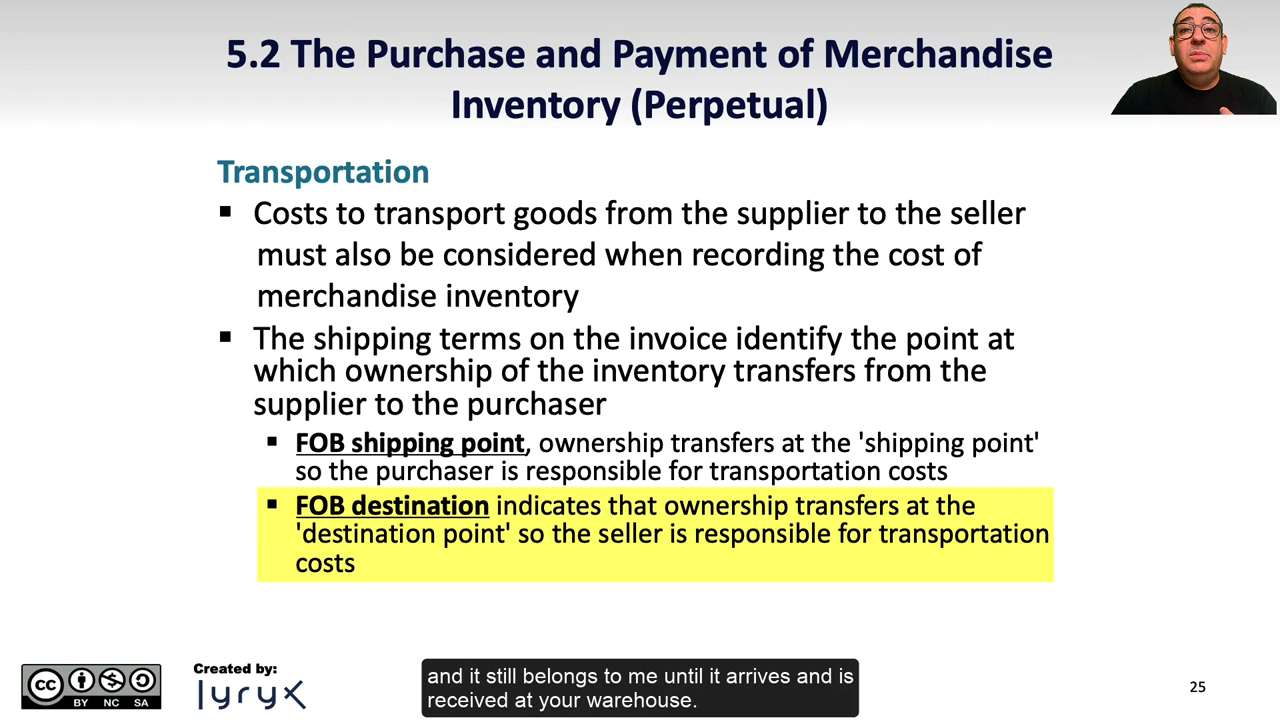 5.2 The Purchase and Payment of Merchandise
Inventory (Perpetual)
Transportation
▪ Costs to transport goods from the supplier to the seller
must also be considered when recording the cost of
merchandise inventory
▪ The shipping terms on the invoice identify the point at
which ownership of the inventory transfers from the
supplier to the purchaser
▪ FOB shipping point, ownership transfers at the 'shipping point'
so the purchaser is responsible for transportation costs
▪ FOB destination indicates that ownership transfers at the
'destination point' so the seller is responsible for transportation
costs
cc
BY NC SA
Created by:
lyryx
and it still belongs to me until it arrives and is
received at your warehouse.
25